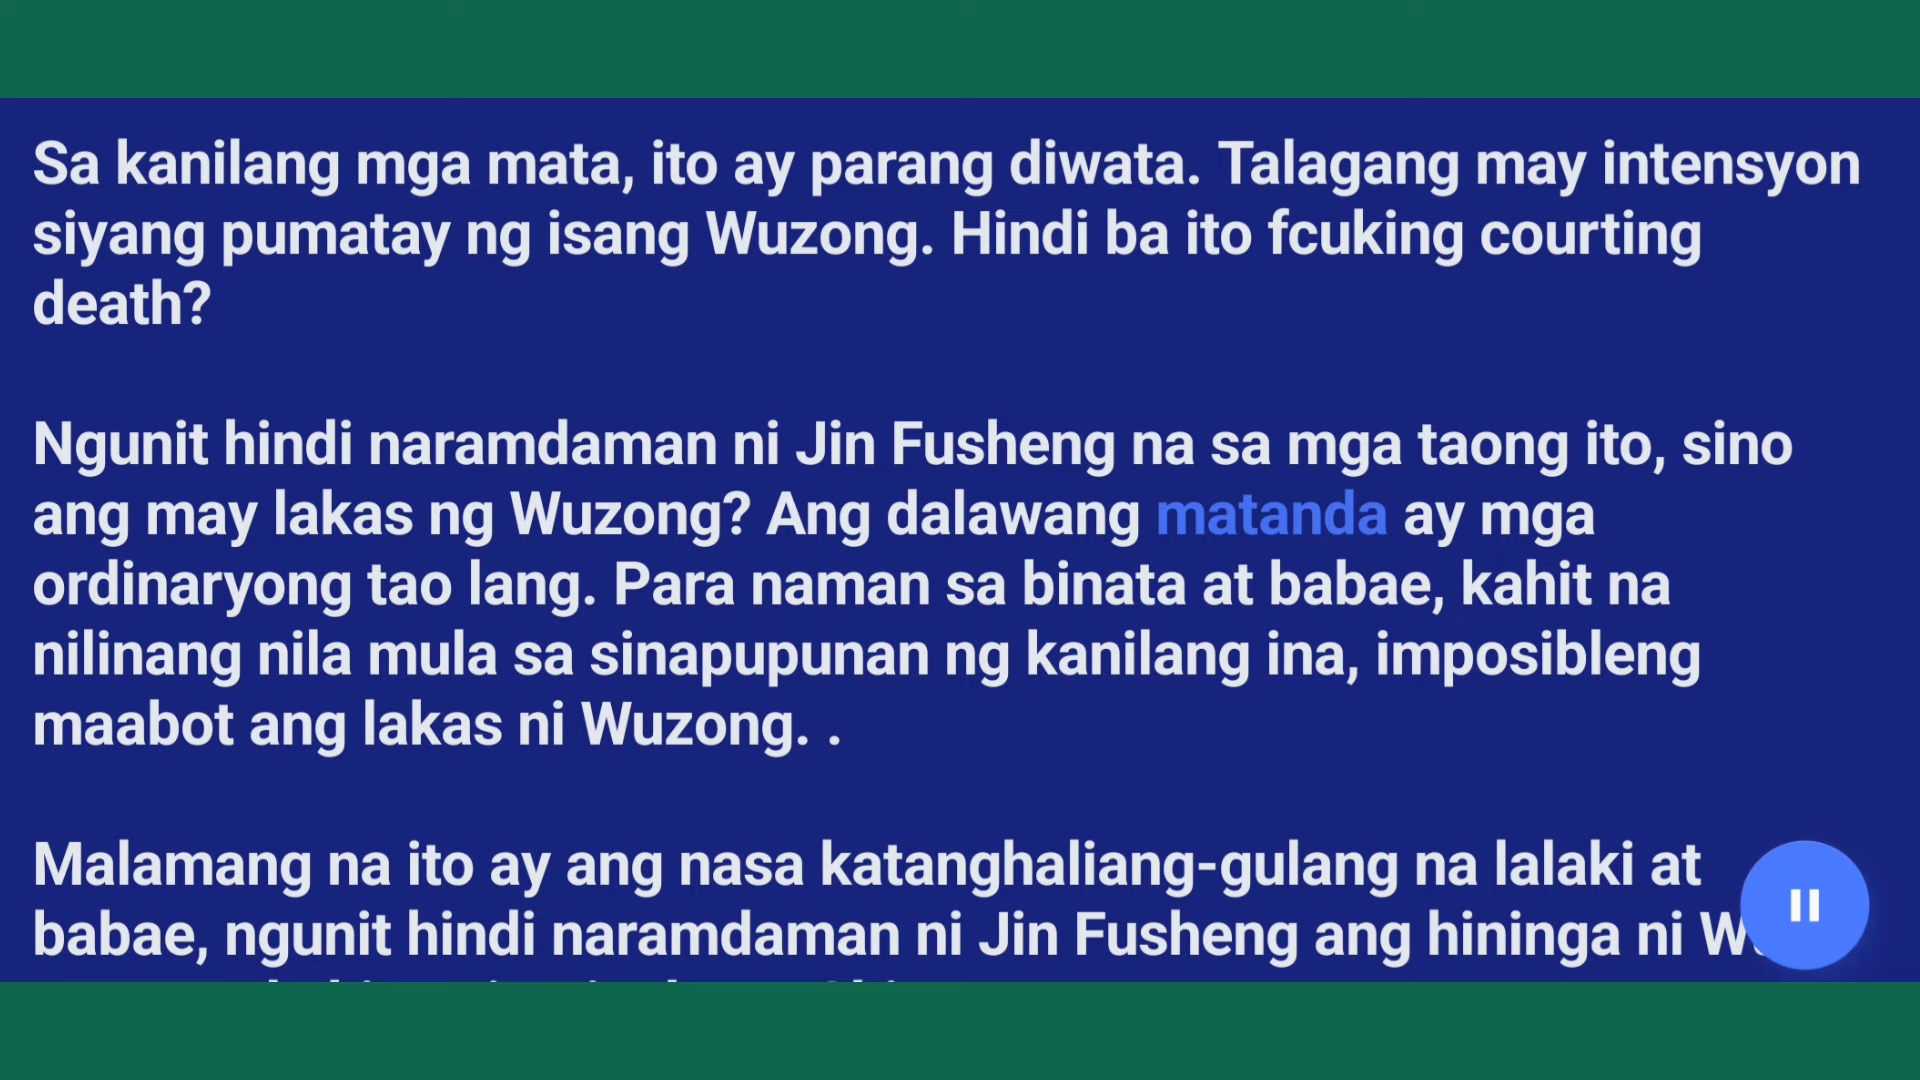 Sa kanilang mga mata, ito ay parang diwata. Talagang may intensyon
siyang pumatay ng isang Wuzong. Hindi ba ito fcuking courting
death?
Ngunit hindi naramdaman ni Jin Fusheng na sa mga taong ito, sino
ang may lakas ng Wuzong? Ang dalawang matanda ay mga
ordinaryong tao lang. Para naman sa binata at babae, kahit na
nilinang nila mula sa sinapupunan ng kanilang ina, imposibleng
maabot ang lakas ni Wuzong. .
Malamang na ito ay ang nasa katanghaliang-gulang na lalaki at
babae, ngunit hindi naramdaman ni Jin Fusheng ang hininga ni